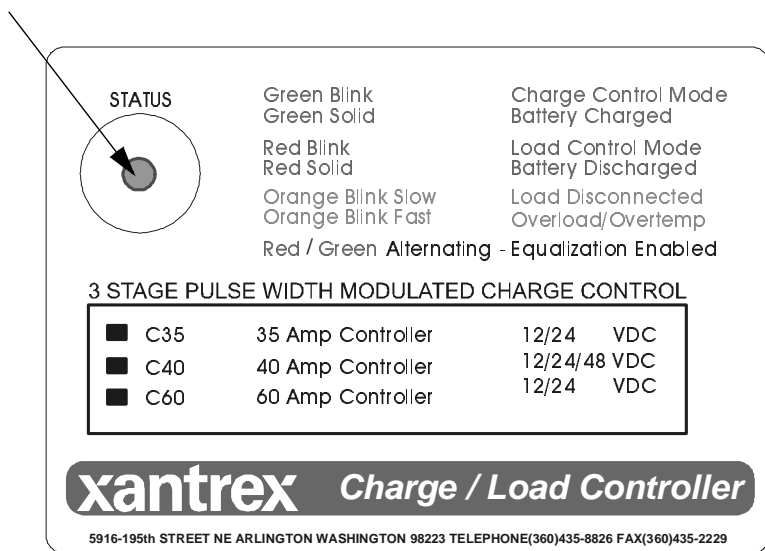 STATUS
Green Blink Charge Control Mode
Green Solid Battery Charged
Red Blink Load Control Mode
Red Solid Battery Discharged
Orange Blink Slow Load Disconnected
Orange Blink Fast Overload/Overtemp
Red / Green Alternating - Equalization Enabled
3 STAGE PULSE WIDTH MODULATED CHARGE CONTROL
C35 35 Amp Controller 12/24 VDC
C40 40 Amp Controller 12/24/48 VDC
C60 60 Amp Controller 12/24 VDC
xantrex Charge / Load Controller
5916-195th STREET NE ARLINGTON WASHINGTON 98223 TELEPHONE(360)435-8826 FAX(360)435-2229